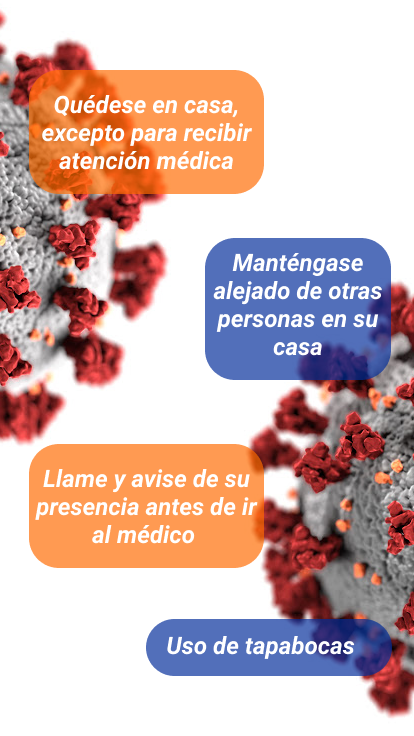 Quédese en casa,
excepto para recibir
atención médica
Manténgase
alejado de otras
personas en su
casa
Llame y avise de su
presencia antes de ir
al médico
Uso de tapabocas